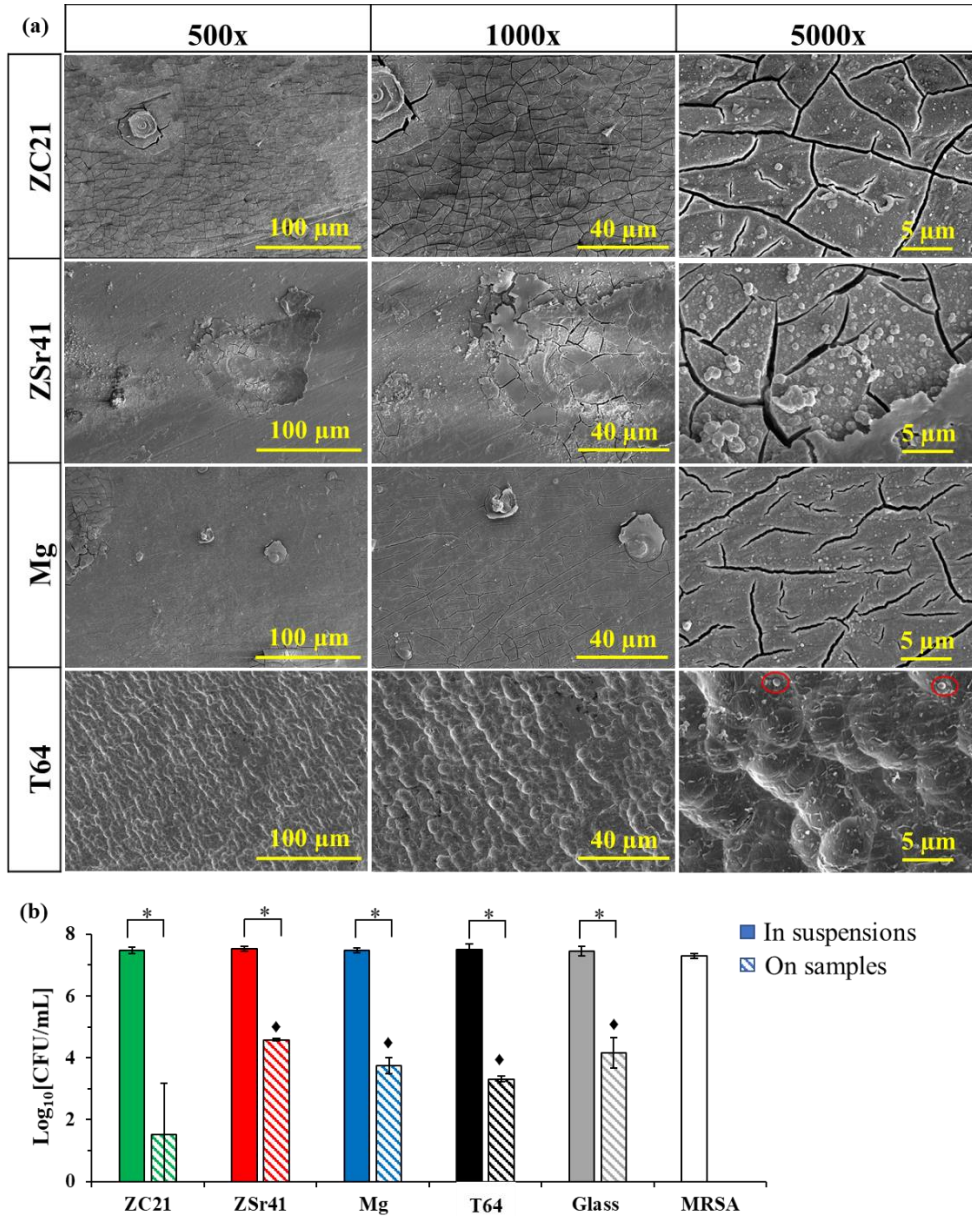 (a)
500x 1000x 5000x
ZC21
100 µm 40 µm 5 µm
ZSr41
100 µm 40 µm 5 µm
Mg
100 µm 40 µm 5 µm
T64
100 µm 40 µm 5 µm
(b)
* * * * *
In suspensions
On samples
Log₁₀[CFU/mL]
8
6
4
2
0
ZC21 ZSr41 Mg T64 Glass MRSA